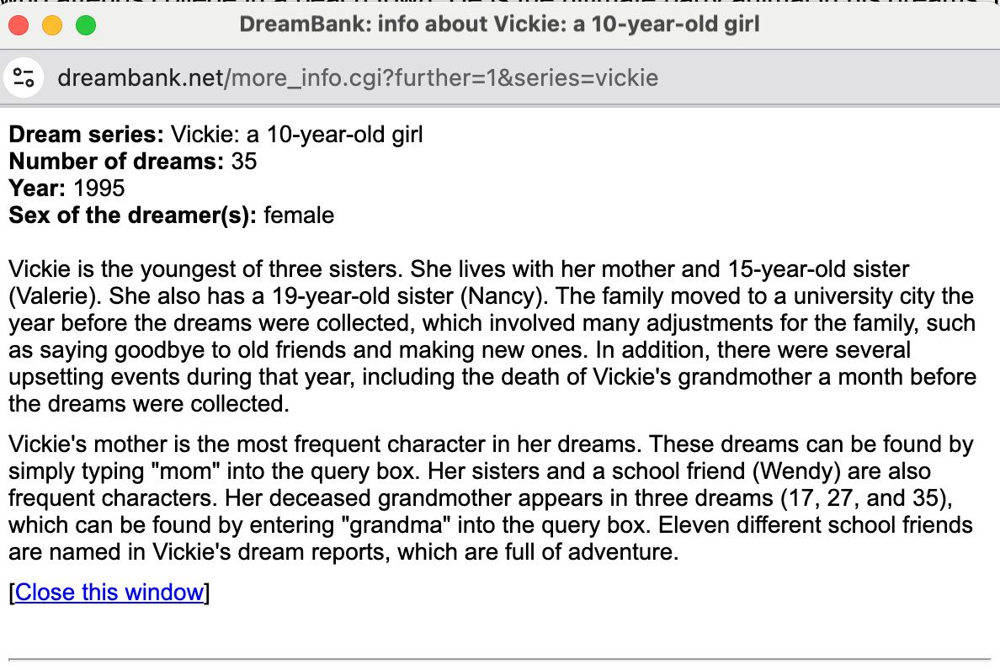 DreamBank: info about Vickie: a 10-year-old girl
dreambank.net/more_info.cgi?further=1&series=vickie
Dream series: Vickie: a 10-year-old girl
Number of dreams: 35
Year: 1995
Sex of the dreamer(s): female
Vickie is the youngest of three sisters. She lives with her mother and 15-year-old sister
(Valerie). She also has a 19-year-old sister (Nancy). The family moved to a university city the
year before the dreams were collected, which involved many adjustments for the family, such
as saying goodbye to old friends and making new ones. In addition, there were several
upsetting events during that year, including the death of Vickie's grandmother a month before
the dreams were collected.
Vickie's mother is the most frequent character in her dreams. These dreams can be found by
simply typing "mom" into the query box. Her sisters and a school friend (Wendy) are also
frequent characters. Her deceased grandmother appears in three dreams (17, 27, and 35),
which can be found by entering "grandma" into the query box. Eleven different school friends
are named in Vickie's dream reports, which are full of adventure.
[Close this window]